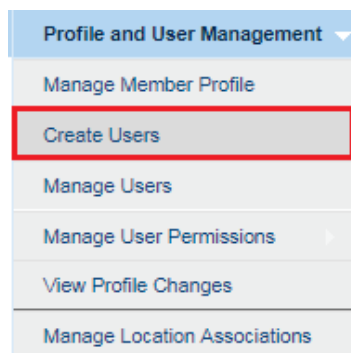 Profile and User Management
Manage Member Profile
Create Users
Manage Users
Manage User Permissions
View Profile Changes
Manage Location Associations